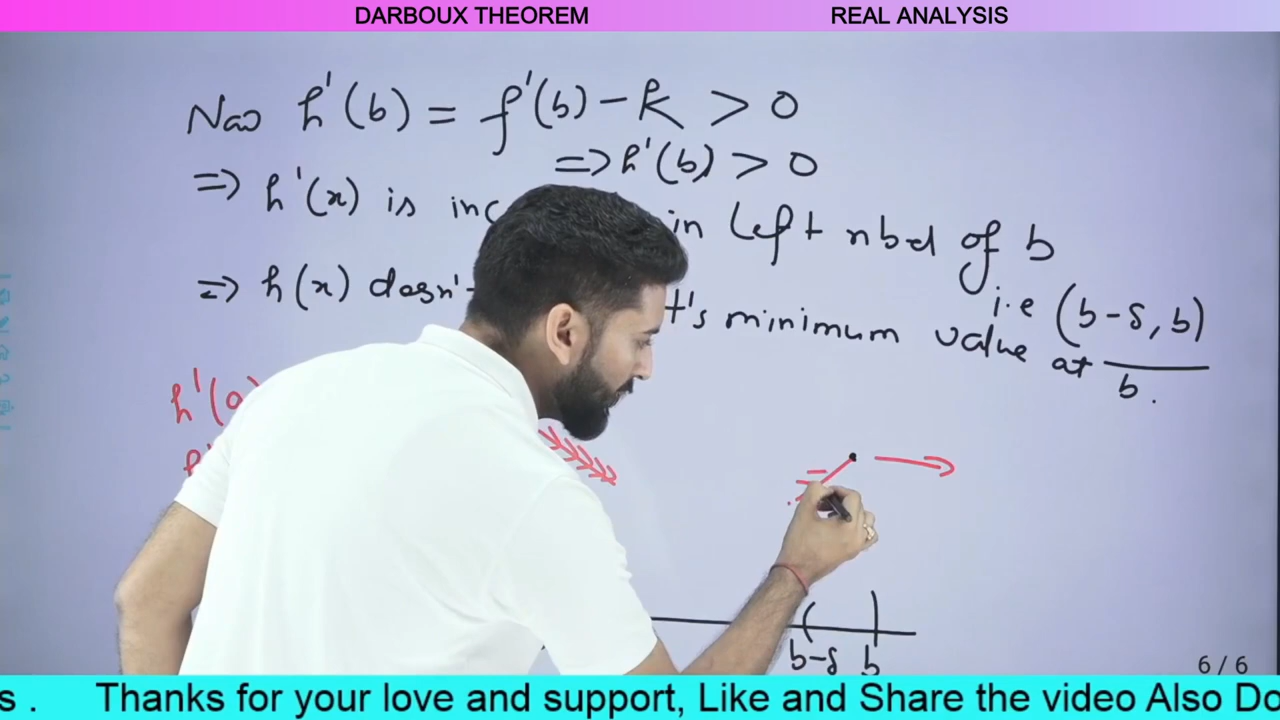 DARBOUX THEOREM REAL ANALYSIS
Now h'(b) = f'(b) - k > 0
=> h'(b) > 0
=> h'(x) is inc in left nbd of b
i.e (b-δ, b)
=> h(x) doesn' t's minimum value at b.
h'(a)
b-δ b
6 / 6
s . Thanks for your love and support, Like and Share the video Also Do